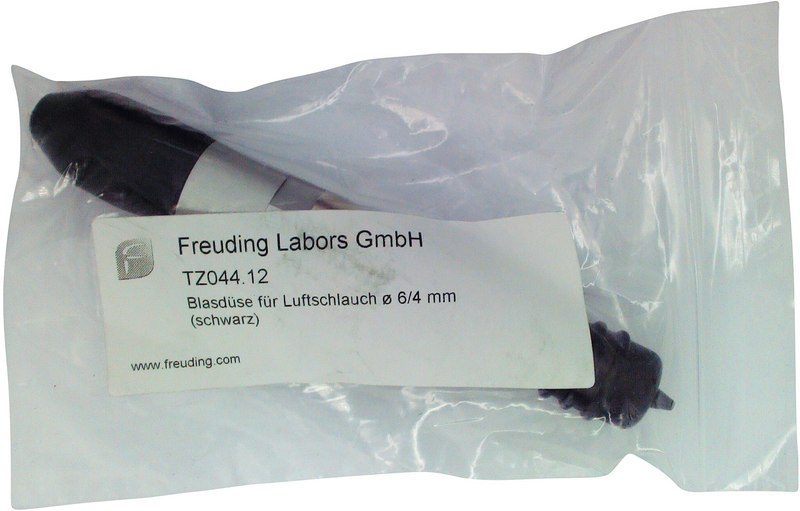 Freuding Labors GmbH
TZ044.12
Blasdüse für Luftschlauch ø 6/4 mm
(schwarz)
www.freuding.com